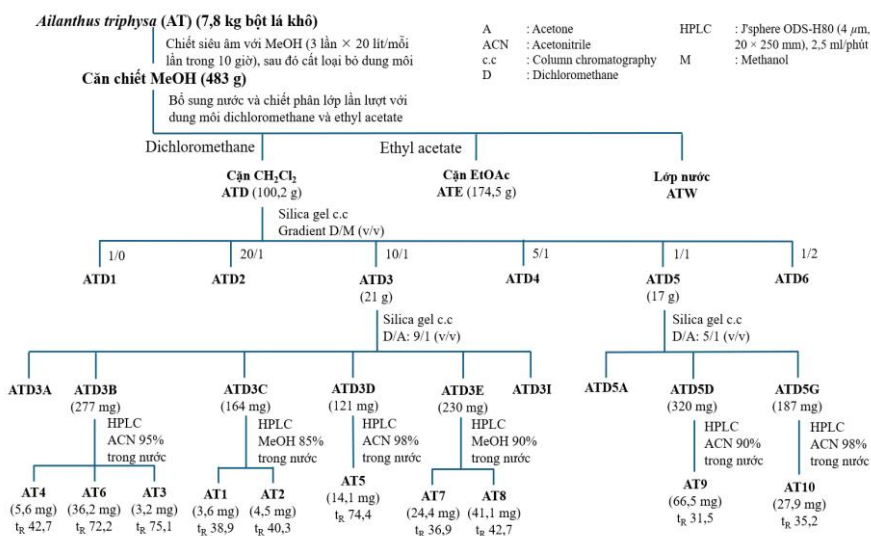 Ailanthus triphysa (AT) (7,8 kg bột lá khô)
Chiết siêu âm với MeOH (3 lần × 20 lít/mỗi
lần trong 10 giờ), sau đó cất loại bỏ dung môi
Căn chiết MeOH (483 g)
Bổ sung nước và chiết phân lớp lần lượt với
dung môi dichloromethane và ethyl acetate
A : Acetone
ACN : Acetonitrile
c.c : Column chromatography
D : Dichloromethane
HPLC : J'sphere ODS-H80 (4 µm,
20 × 250 mm), 2,5 ml/phút
M : Methanol
Dichloromethane
Ethyl acetate
Cặn CH₂Cl₂
ATD (100,2 g)
Cặn EtOAc
ATE (174,5 g)
Lớp nước
ATW
Silica gel c.c
Gradient D/M (v/v)
1/0 20/1 10/1 5/1 1/1 1/2
ATD1 ATD2 ATD3 ATD4 ATD5 ATD6
(21 g) (17 g)
Silica gel c.c
D/A: 9/1 (v/v)
Silica gel c.c
D/A: 5/1 (v/v)
ATD3A ATD3B ATD3C ATD3D ATD3E ATD3I ATD5A ATD5D ATD5G
(277 mg) (164 mg) (121 mg) (230 mg) (320 mg) (187 mg)
HPLC
ACN 95%
trong nước
HPLC
MeOH 85%
trong nước
HPLC
ACN 98%
trong nước
HPLC
MeOH 90%
trong nước
HPLC
ACN 90%
trong nước
HPLC
ACN 98%
trong nước
AT4
(5,6 mg)
tR 42,7
AT6
(36,2 mg)
tR 72,2
AT3
(3,2 mg)
tR 75,1
AT1
(3,6 mg)
tR 38,9
AT2
(4,5 mg)
tR 40,3
AT5
(14,1 mg)
tR 74,4
AT7
(24,4 mg)
tR 36,9
AT8
(41,1 mg)
tR 42,7
AT9
(66,5 mg)
tR 31,5
AT10
(27,9 mg)
tR 35,2